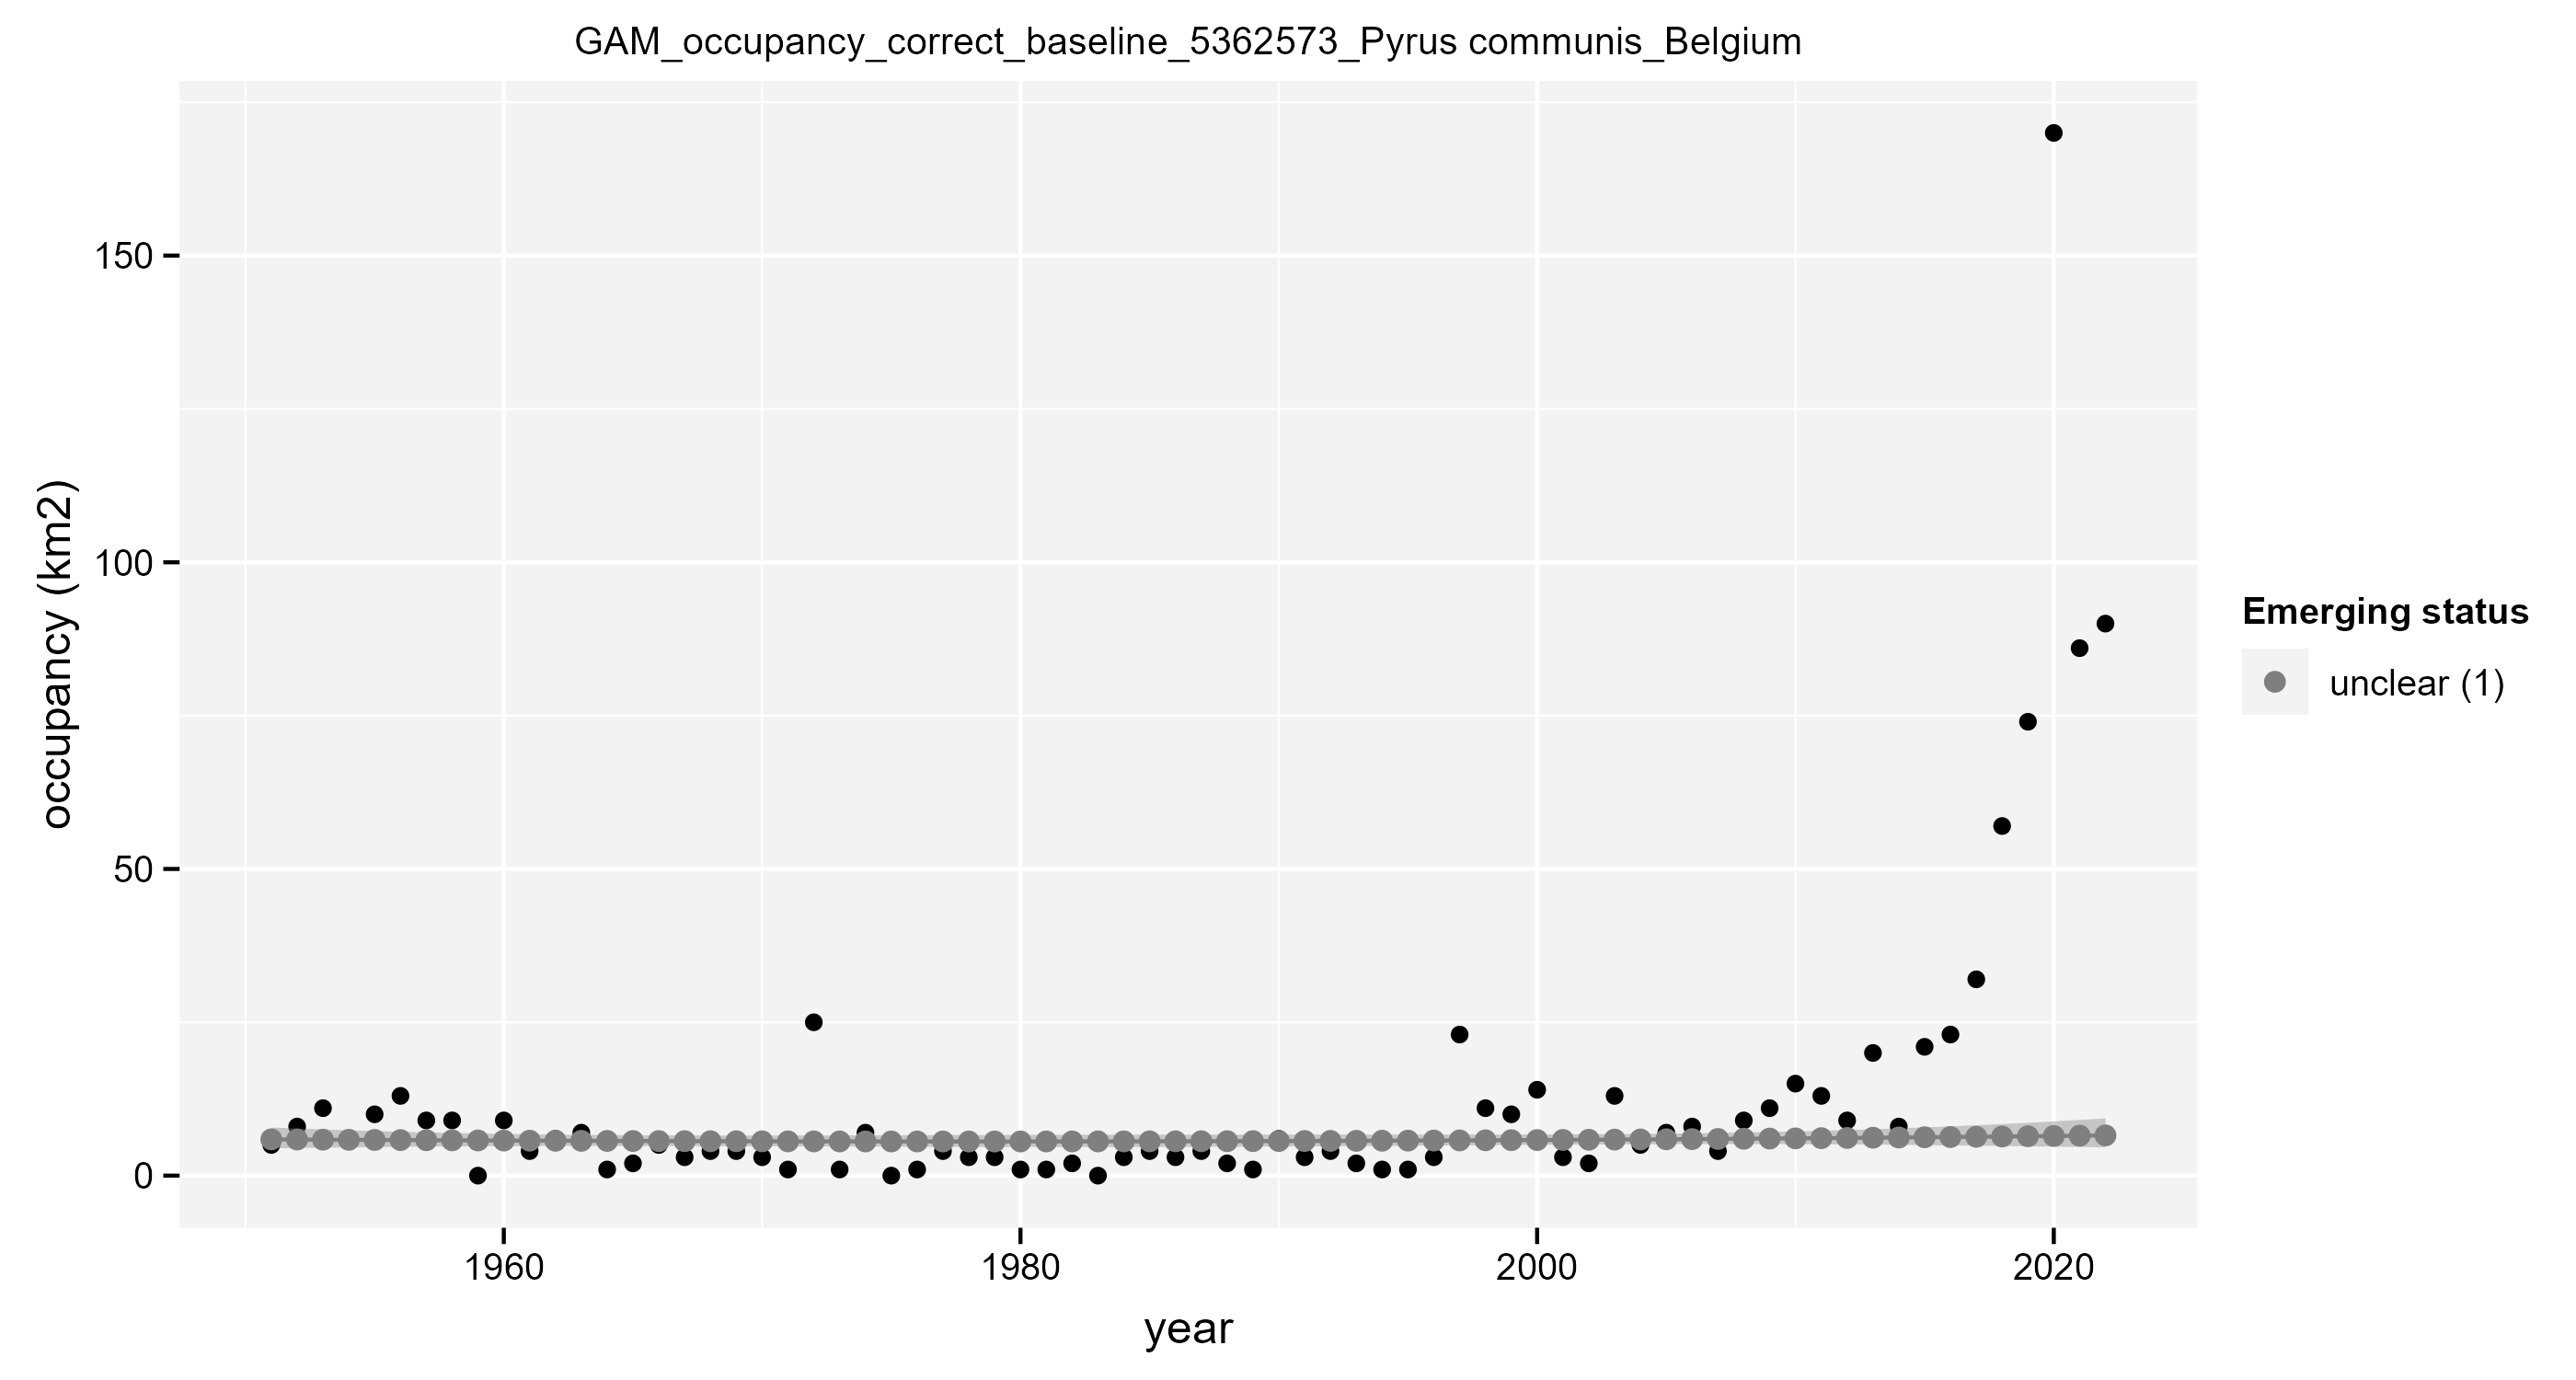 GAM_occupancy_correct_baseline_5362573_Pyrus communis_Belgium
150
100
50
0
occupancy (km2)
1960
1980
2000
2020
year
Emerging status
unclear (1)